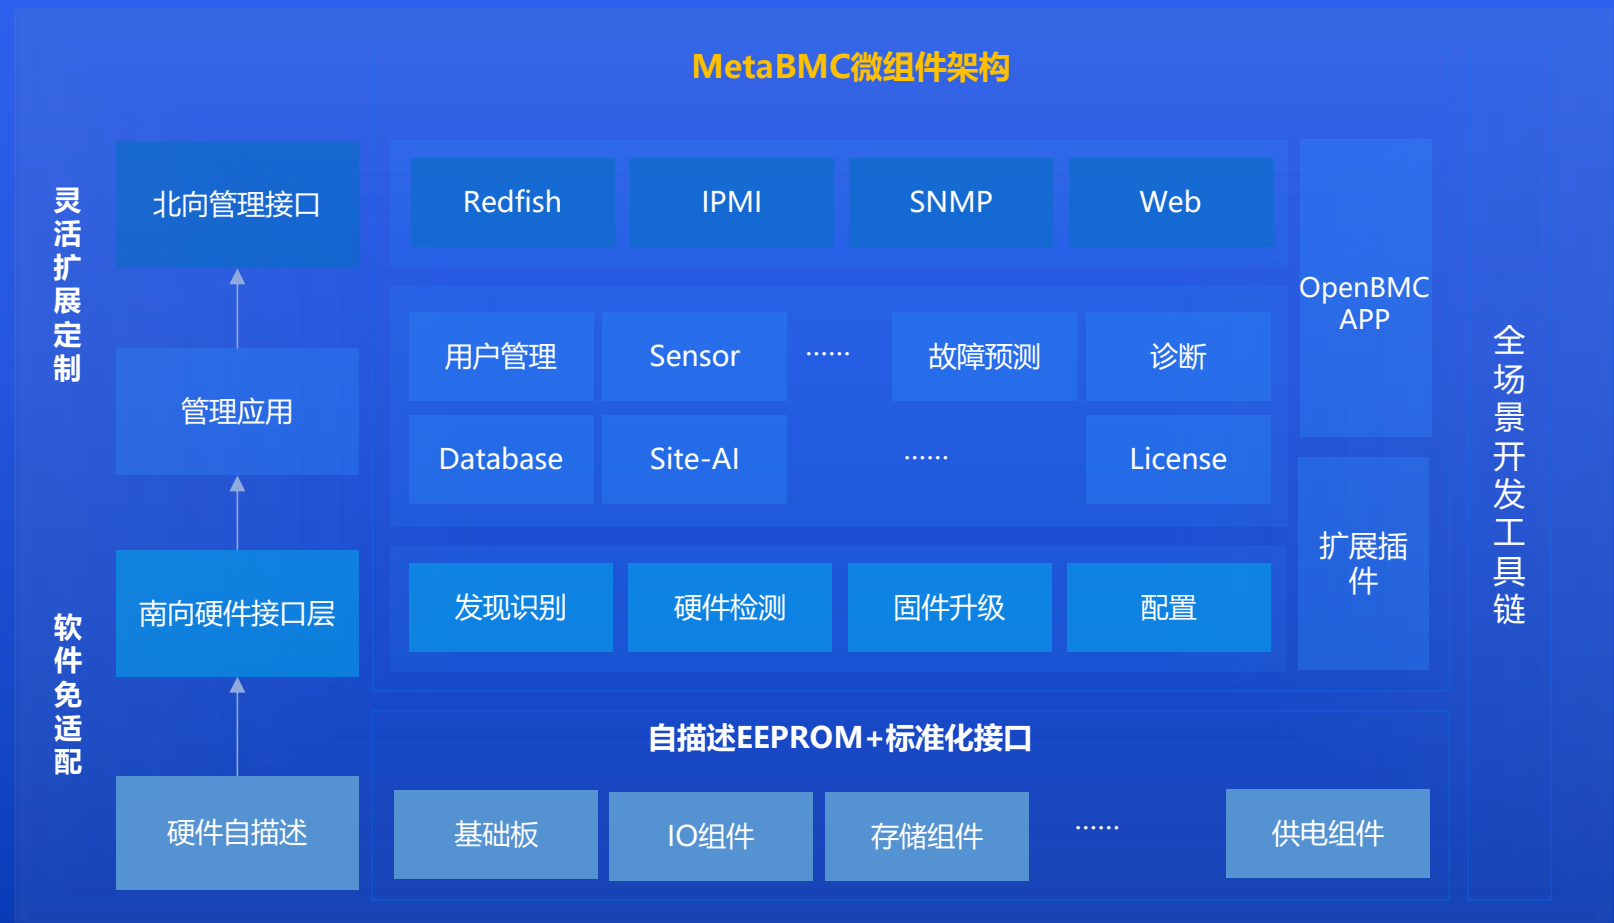 MetaBMC微组件架构
灵活扩展定制
北向管理接口
Redfish
IPMI
SNMP
Web
OpenBMC
APP
管理应用
用户管理
Sensor
······
故障预测
诊断
Database
Site-AI
······
License
扩展插
件
全场景开发工具链
软件免适配
南向硬件接口层
发现识别
硬件检测
固件升级
配置
自描述EEPROM+标准化接口
硬件自描述
基础板
IO组件
存储组件
······
供电组件